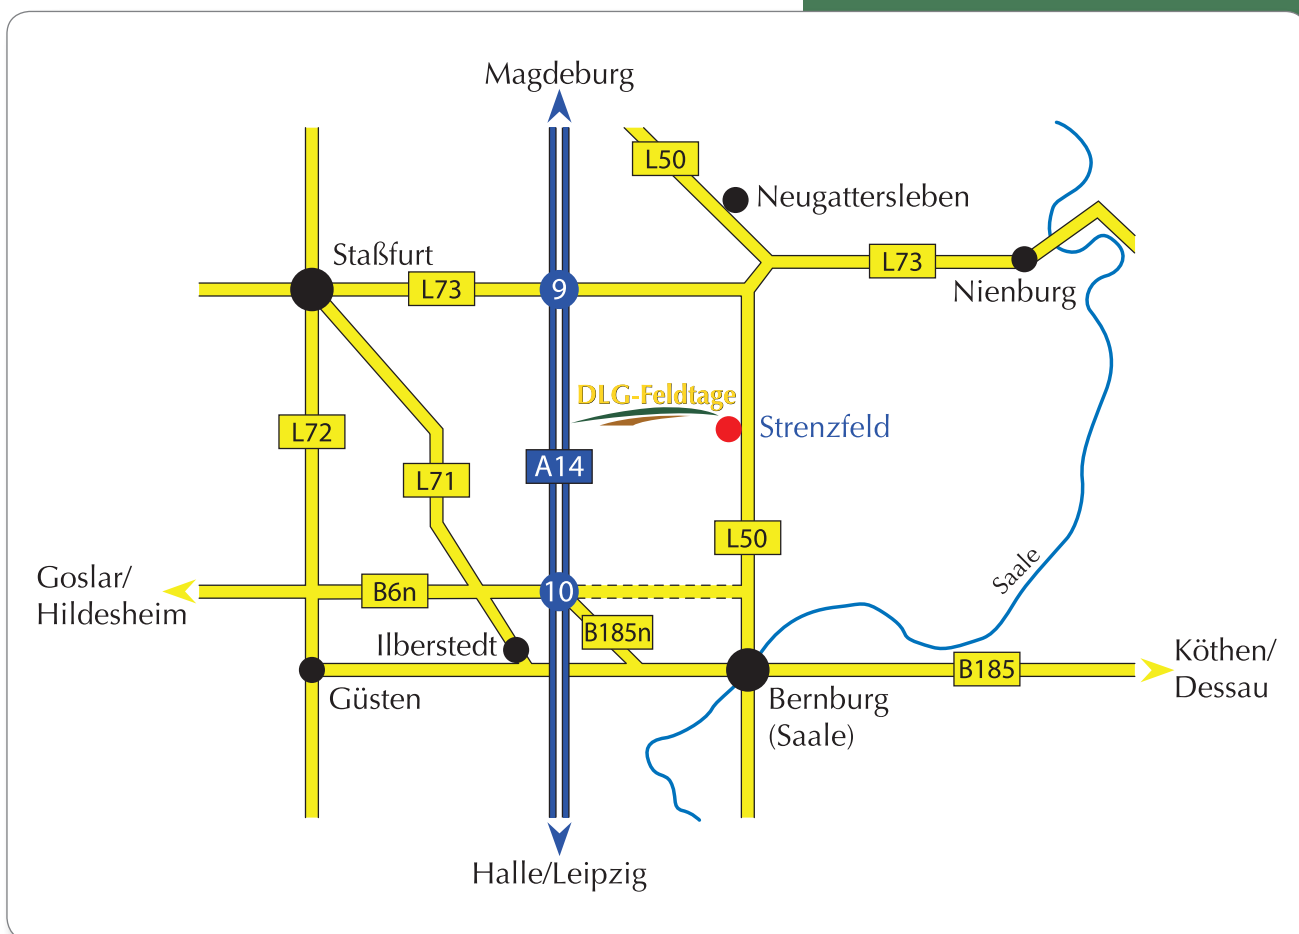 Magdeburg
L50
Neugattersleben
Staßfurt
L73
9
L73
Nienburg
DLG-Feldtage
Strenzfeld
L72
A14
L71
L50
Saale
Goslar/
Hildesheim
B6n
10
B185n
Ilberstedt
Köthen/
Dessau
B185
Güsten
Bernburg
(Saale)
Halle/Leipzig